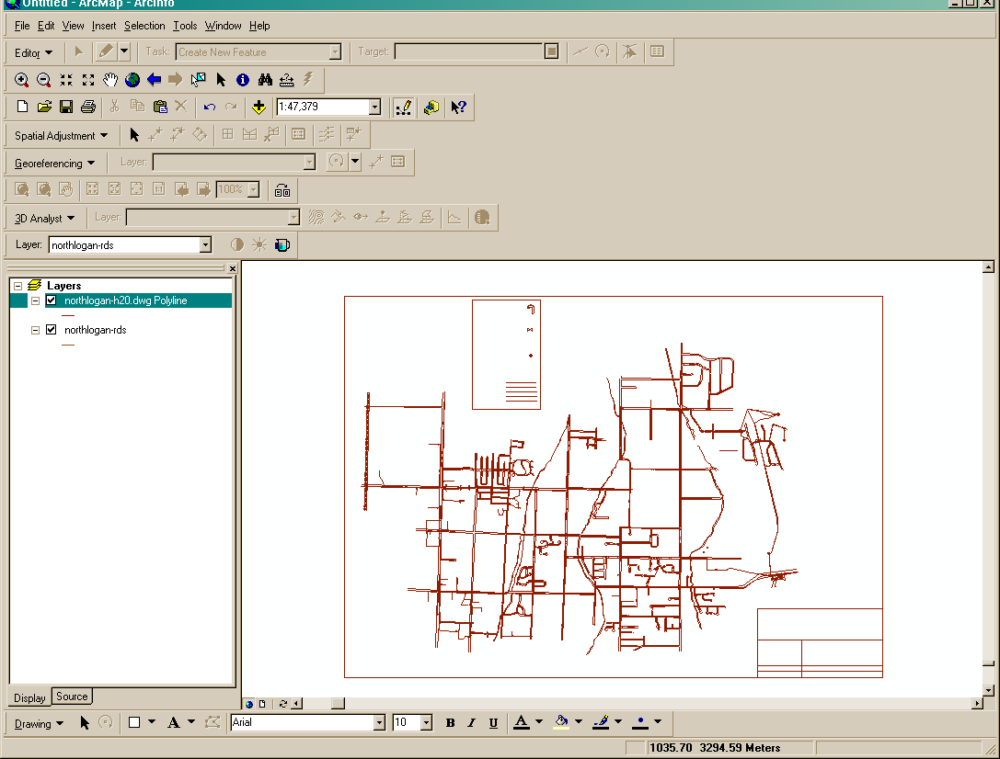 Untitled - ArcMap - ArcInfo
File Edit View Insert Selection Tools Window Help
Editor Task: Create New Feature Target:
1:47,379
Spatial Adjustment
Georeferencing Layer:
1:1 100%
3D Analyst Layer:
Layer: northlogan-rds
Layers
northlogan-h20.dwg Polyline
northlogan-rds
Display Source
Drawing A Arial 10 B I U A
1035.70 3294.59 Meters